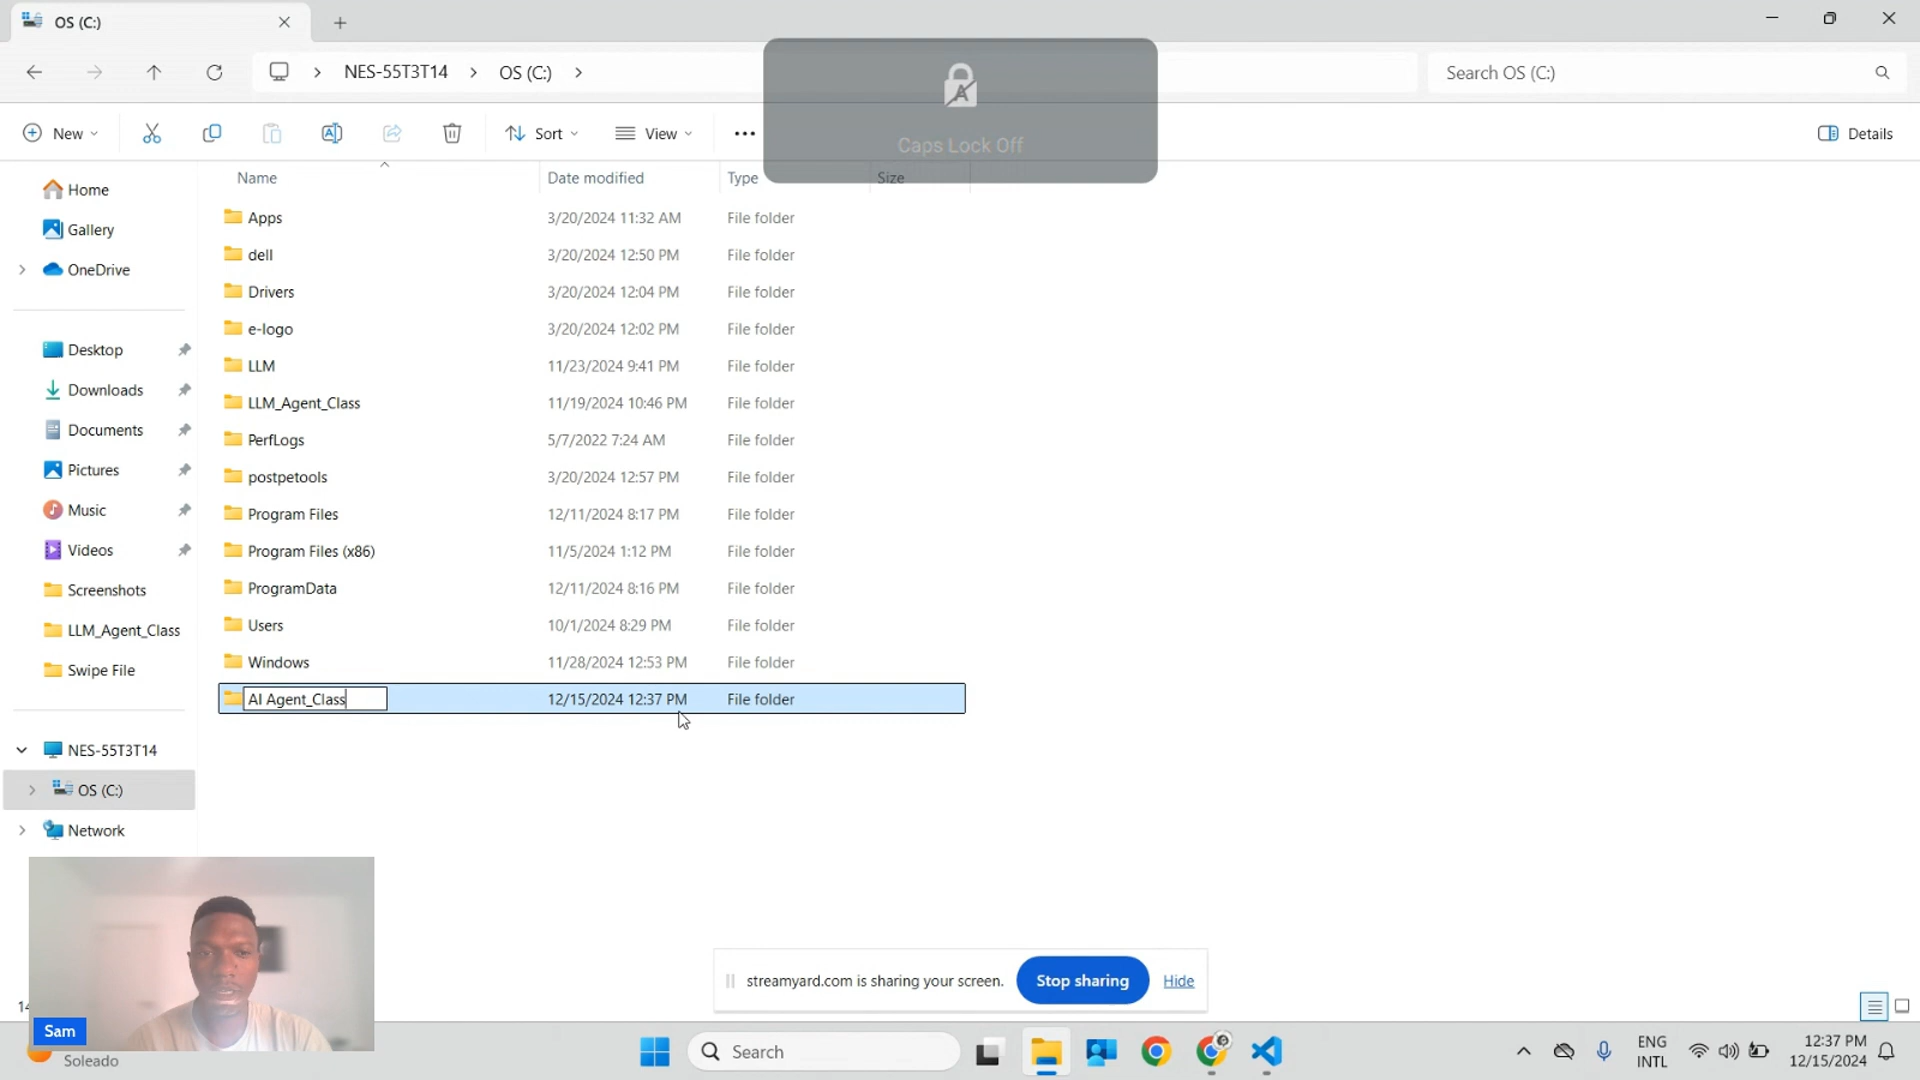 OS (C:)
NES-55T3T14
OS (C:)
Search OS (C:)
Caps Lock Off
New
Sort
View
Details
Name
Date modified
Type
Size
Home
Gallery
OneDrive
Desktop
Downloads
Documents
Pictures
Music
Videos
Screenshots
LLM_Agent_Class
Swipe File
NES-55T3T14
OS (C:)
Network
Apps 3/20/2024 11:32 AM File folder
dell 3/20/2024 12:50 PM File folder
Drivers 3/20/2024 12:04 PM File folder
e-logo 3/20/2024 12:02 PM File folder
LLM 11/23/2024 9:41 PM File folder
LLM_Agent_Class 11/19/2024 10:46 PM File folder
PerfLogs 5/7/2022 7:24 AM File folder
postpetools 3/20/2024 12:57 PM File folder
Program Files 12/11/2024 8:17 PM File folder
Program Files (x86) 11/5/2024 1:12 PM File folder
ProgramData 12/11/2024 8:16 PM File folder
Users 10/1/2024 8:29 PM File folder
Windows 11/28/2024 12:53 PM File folder
AI Agent_Class 12/15/2024 12:37 PM File folder
streamyard.com is sharing your screen.
Stop sharing
Hide
Sam
Soleado
Search
ENG
INTL
12:37 PM
12/15/2024